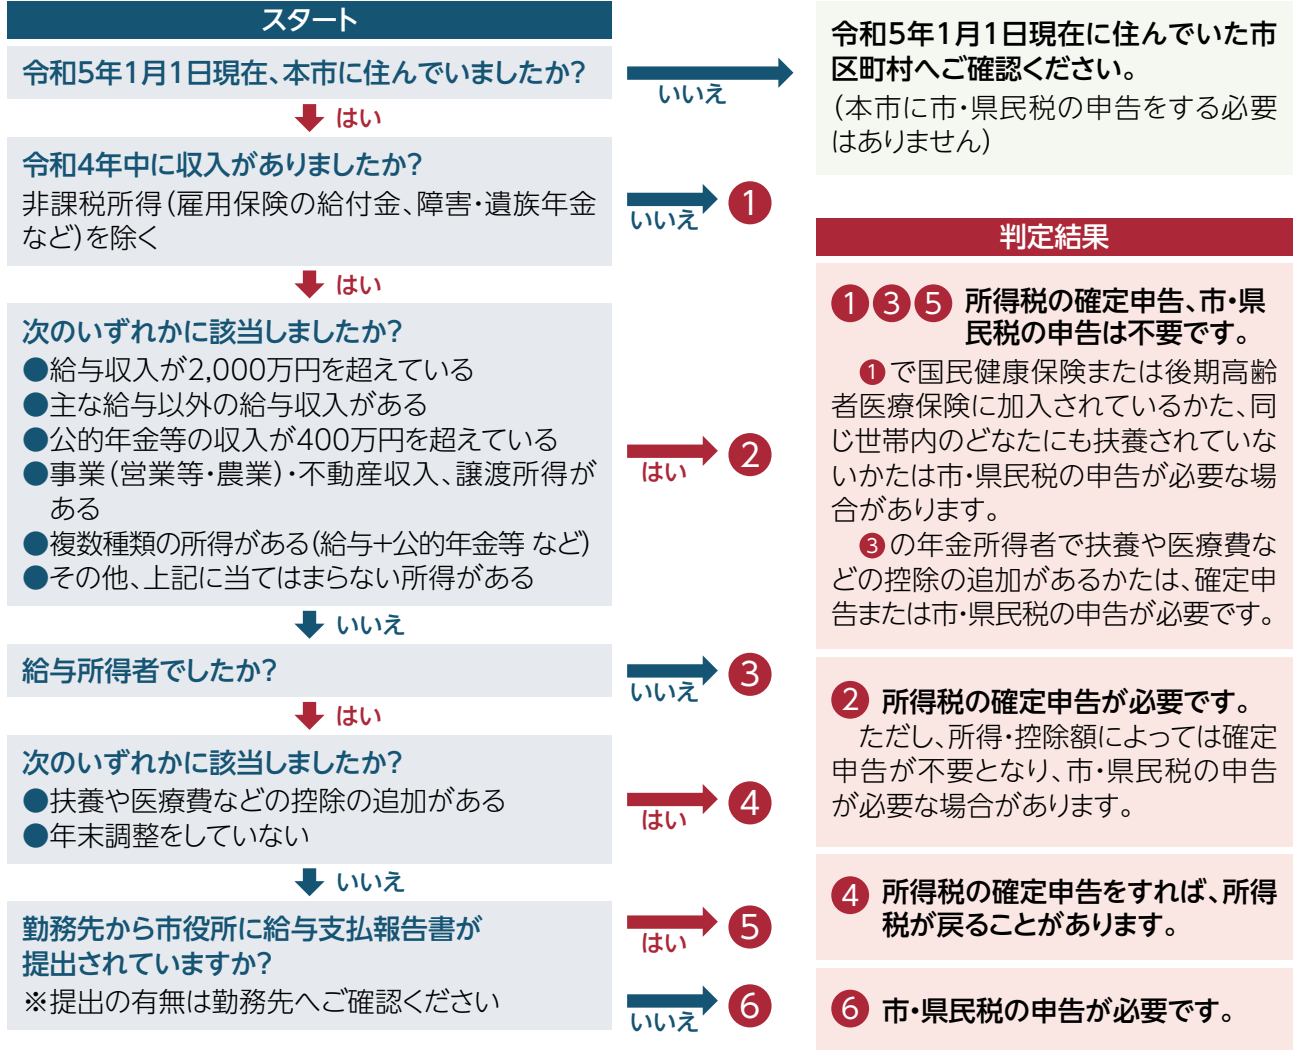 スタート
令和5年1月1日現在、本市に住んでいましたか?
いいえ
はい
令和4年中に収入がありましたか?
非課税所得(雇用保険の給付金、障害・遺族年金
など)を除く
いいえ
1
はい
次のいずれかに該当しましたか?
●給与収入が2,000万円を超えている
●主な給与以外の給与収入がある
●公的年金等の収入が400万円を超えている
●事業(営業等・農業)・不動産収入、譲渡所得が
ある
●複数種類の所得がある(給与+公的年金等 など)
●その他、上記に当てはまらない所得がある
はい
2
いいえ
給与所得者でしたか?
いいえ
3
はい
次のいずれかに該当しましたか?
●扶養や医療費などの控除の追加がある
●年末調整をしていない
はい
4
いいえ
勤務先から市役所に給与支払報告書が
提出されていますか?
※提出の有無は勤務先へご確認ください
はい
5
いいえ
6
令和5年1月1日現在に住んでいた市
区町村へご確認ください。
(本市に市・県民税の申告をする必要
はありません)
判定結果
1 3 5 所得税の確定申告、市・県
民税の申告は不要です。
1で国民健康保険または後期高齢
者医療保険に加入されているかた、同
じ世帯内のどなたにも扶養されていな
いかたは市・県民税の申告が必要な場
合があります。
3の年金所得者で扶養や医療費な
どの控除の追加があるかたは、確定申
告または市・県民税の申告が必要です。
2 所得税の確定申告が必要です。
ただし、所得・控除額によっては確定
申告が不要となり、市・県民税の申告
が必要な場合があります。
4 所得税の確定申告をすれば、所得
税が戻ることがあります。
6 市・県民税の申告が必要です。